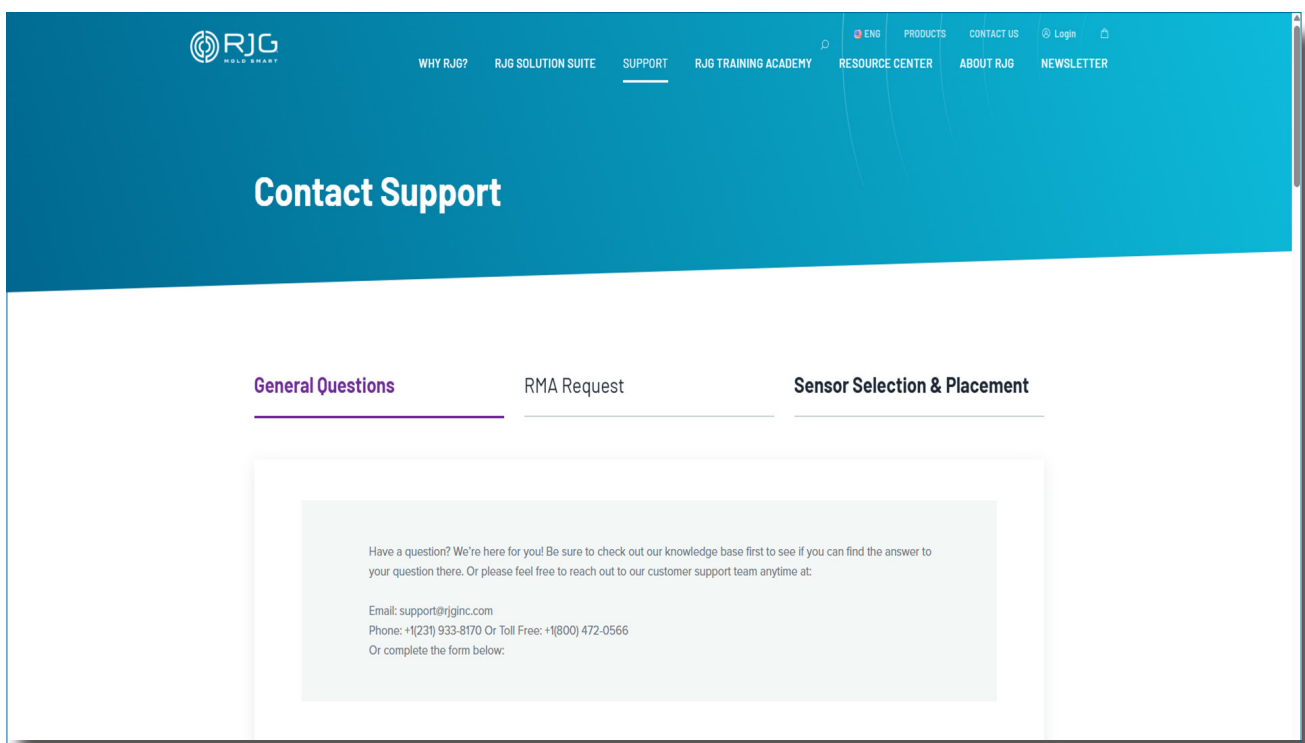 RJG
MOLD SMART
ENG PRODUCTS CONTACT US Login
WHY RJG? RJG SOLUTION SUITE SUPPORT RJG TRAINING ACADEMY RESOURCE CENTER ABOUT RJG NEWSLETTER
Contact Support
General Questions RMA Request Sensor Selection & Placement
Have a question? We're here for you! Be sure to check out our knowledge base first to see if you can find the answer to
your question there. Or please feel free to reach out to our customer support team anytime at:
Email: support@rjginc.com
Phone: +1(231) 933-8170 Or Toll Free: +1(800) 472-0566
Or complete the form below: